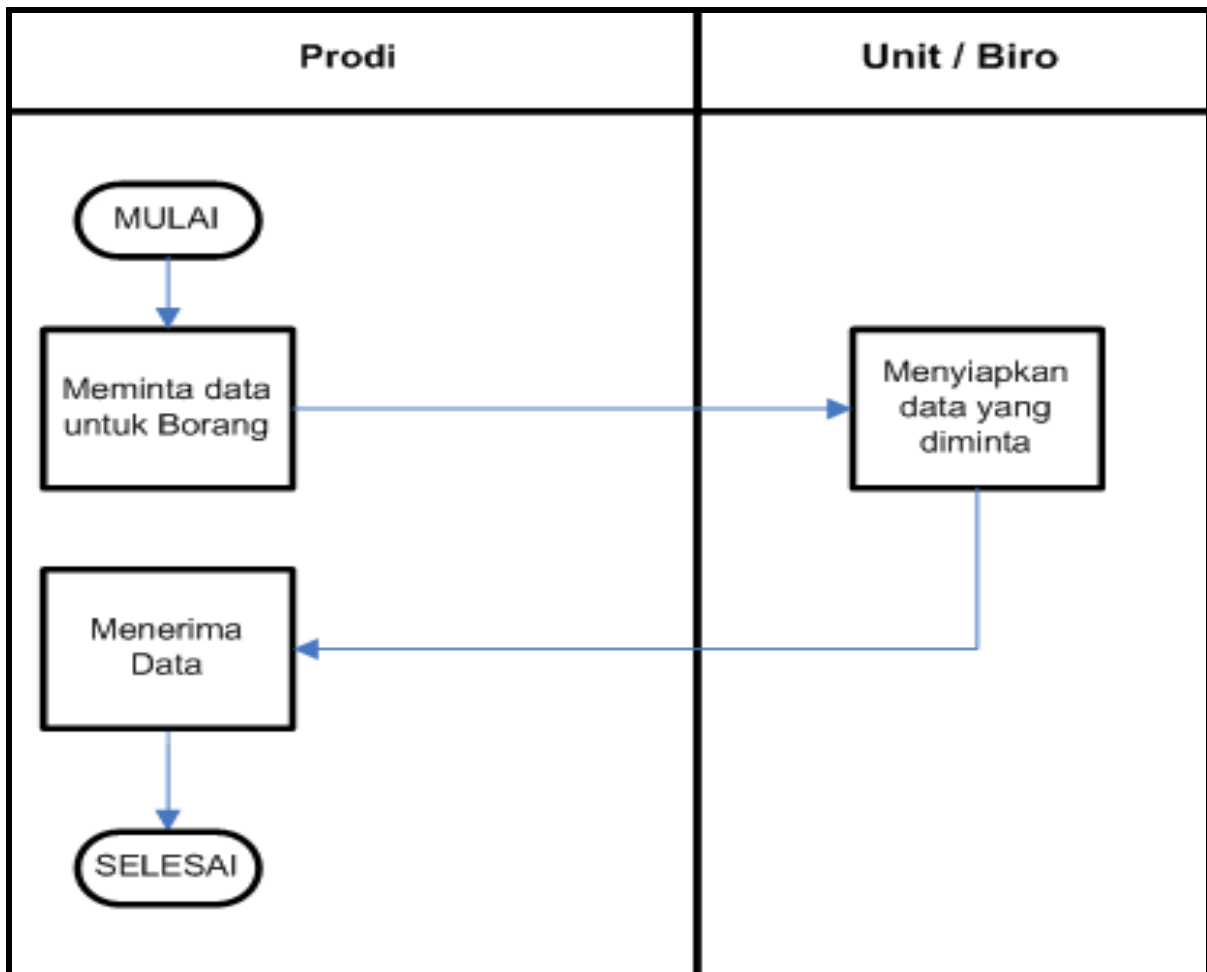 Prodi
Unit / Biro
MULAI
Meminta data
untuk Borang
Menyiapkan
data yang
diminta
Menerima
Data
SELESAI